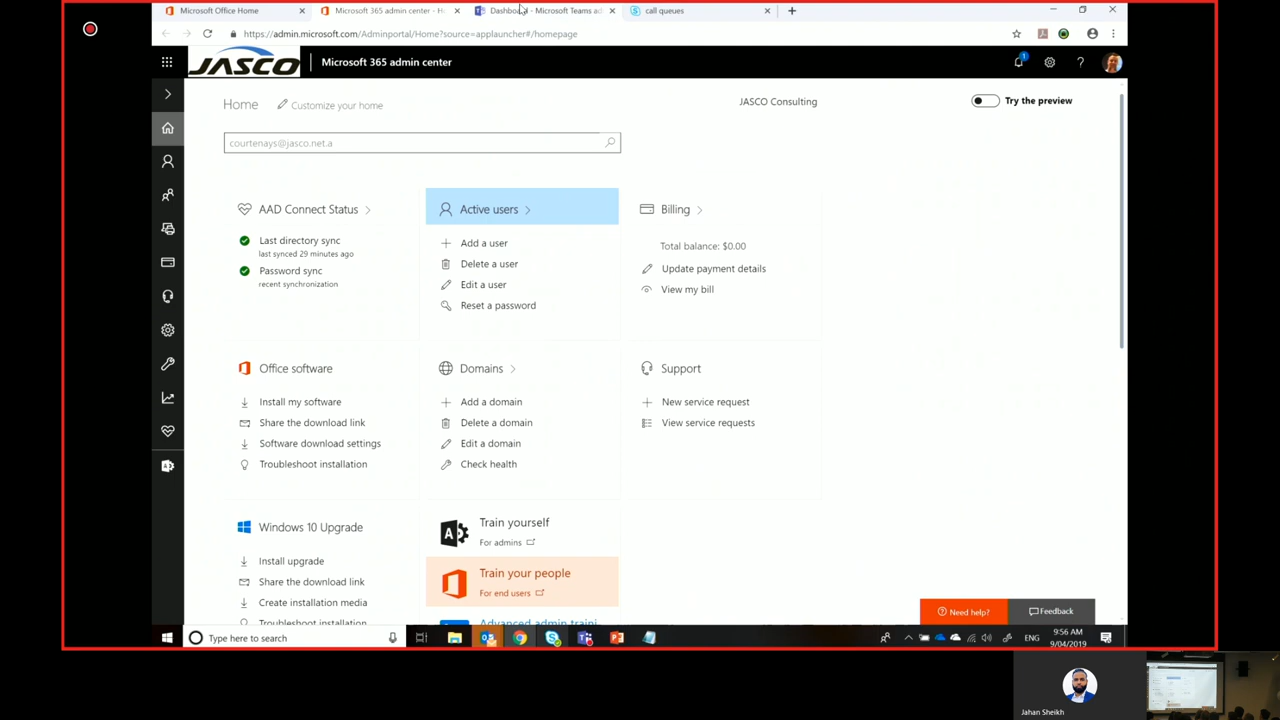 Microsoft Office Home
Microsoft 365 admin center - H
Dashboa - Microsoft Teams ad
call queues
https://admin.microsoft.com/Adminportal/Home?source=applauncher#/homepage
JASCO
Microsoft 365 admin center
1
Home
Customize your home
JASCO Consulting
Try the preview
courtenays@jasco.net.a
AAD Connect Status
Last directory sync
last synced 29 minutes ago
Password sync
recent synchronization
Active users
Add a user
Delete a user
Edit a user
Reset a password
Billing
Total balance: $0.00
Update payment details
View my bill
Office software
Install my software
Share the download link
Software download settings
Troubleshoot installation
Domains
Add a domain
Delete a domain
Edit a domain
Check health
Support
New service request
View service requests
Windows 10 Upgrade
Install upgrade
Share the download link
Create installation media
Troubleshoot installation
Train yourself
For admins
Train your people
For end users
Advanced admin traini
Need help?
Feedback
Type here to search
ENG
9:56 AM
9/04/2019
Jahan Sheikh